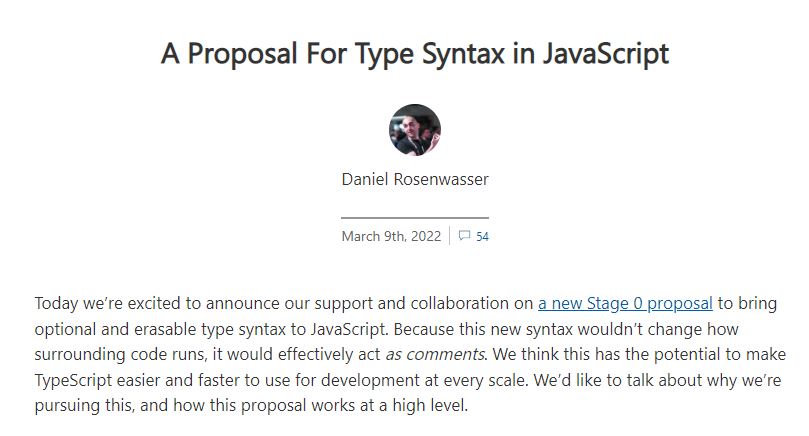 A Proposal For Type Syntax in JavaScript
Daniel Rosenwasser
March 9th, 2022 54
Today we’re excited to announce our support and collaboration on a new Stage 0 proposal to bring
optional and erasable type syntax to JavaScript. Because this new syntax wouldn’t change how
surrounding code runs, it would effectively act as comments. We think this has the potential to make
TypeScript easier and faster to use for development at every scale. We’d like to talk about why we’re
pursuing this, and how this proposal works at a high level.